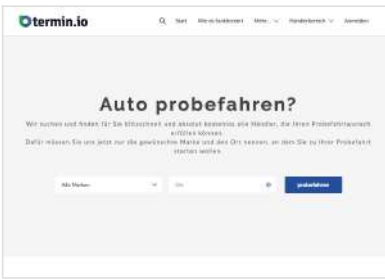 termin.io
Start Wie es funktioniert Mehr... Händlerbereich Anmelden
Auto probefahren?
Wir suchen und finden für Sie blitzschnell und absolut kostenlos alle Händler, die Ihren Probefahrtwunsch
erfüllen können.
Dafür müssen Sie uns jetzt nur die gewünschte Marke und den Ort nennen, an dem Sie zu Ihrer Probefahrt
starten wollen.
Alle Marken Ort probefahren